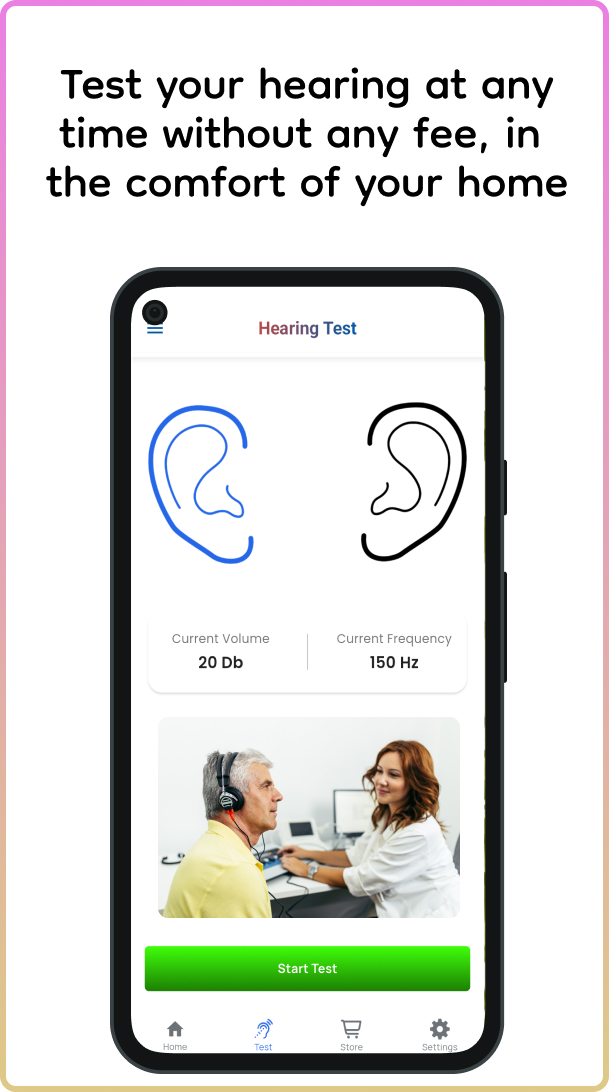 Test your hearing at any
time without any fee, in
the comfort of your home
Hearing Test
Current Volume
20 Db
Current Frequency
150 Hz
Start Test
Home
Test
Store
Settings